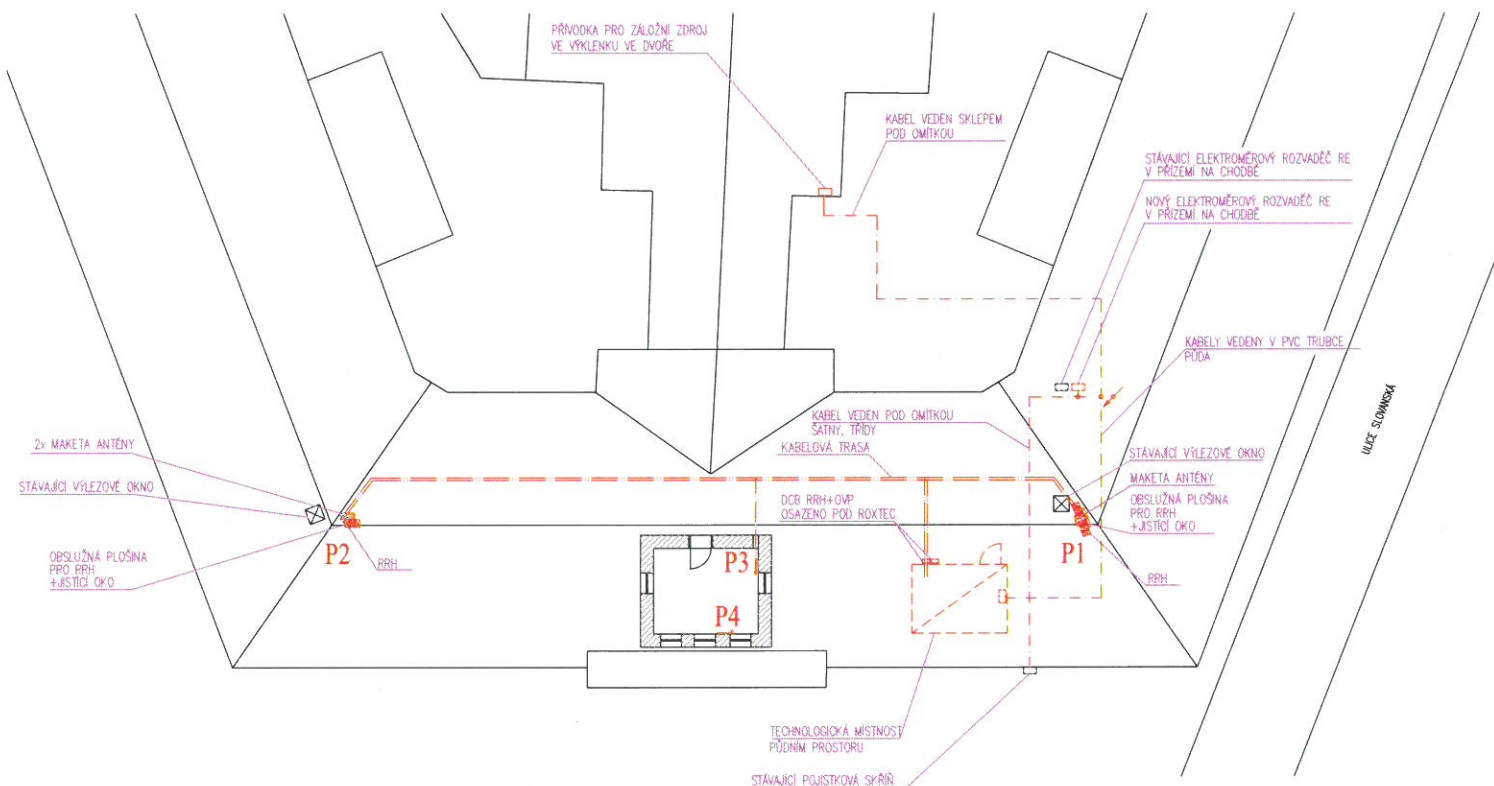 PŘÍVODKA PRO ZÁLOŽNÍ ZDROJ
VE VÝKLENKU VE DVOŘE
KABEL VEDEN SKLEPEM
POD OMÍTKOU
STÁVAJÍCÍ ELEKTROMĚROVÝ ROZVADĚČ RE
V PŘÍZEMÍ NA CHODBĚ
NOVÝ ELEKTROMĚROVÝ ROZVADĚČ RE
V PŘÍZEMÍ NA CHODBĚ
KABELY VEDENY V PVC TRUBCE
PŮDA
ULICE SLOVANSKÁ
KABEL VEDEN POD OMÍTKOU
ŠATNY, TŘÍDY
KABELOVÁ TRASA
2x MAKETA ANTÉNY
STÁVAJÍCÍ VÝLEZOVÉ OKNO
STÁVAJÍCÍ VÝLEZOVÉ OKNO
MAKETA ANTÉNY
OBSLUŽNÁ PLOŠINA
PRO RRH
+JISTÍCÍ OKO
DCB RRH+OVP
OSAZENO POD ROXTEC
OBSLUŽNÁ PLOŠINA
PRO RRH
+JISTÍCÍ OKO
P2
RRH
P3
P4
P1
RRH
TECHNOLOGICKÁ MÍSTNOST
PŮDNÍM PROSTORU
STÁVAJÍCÍ POJISTKOVÁ SKŘÍŇ